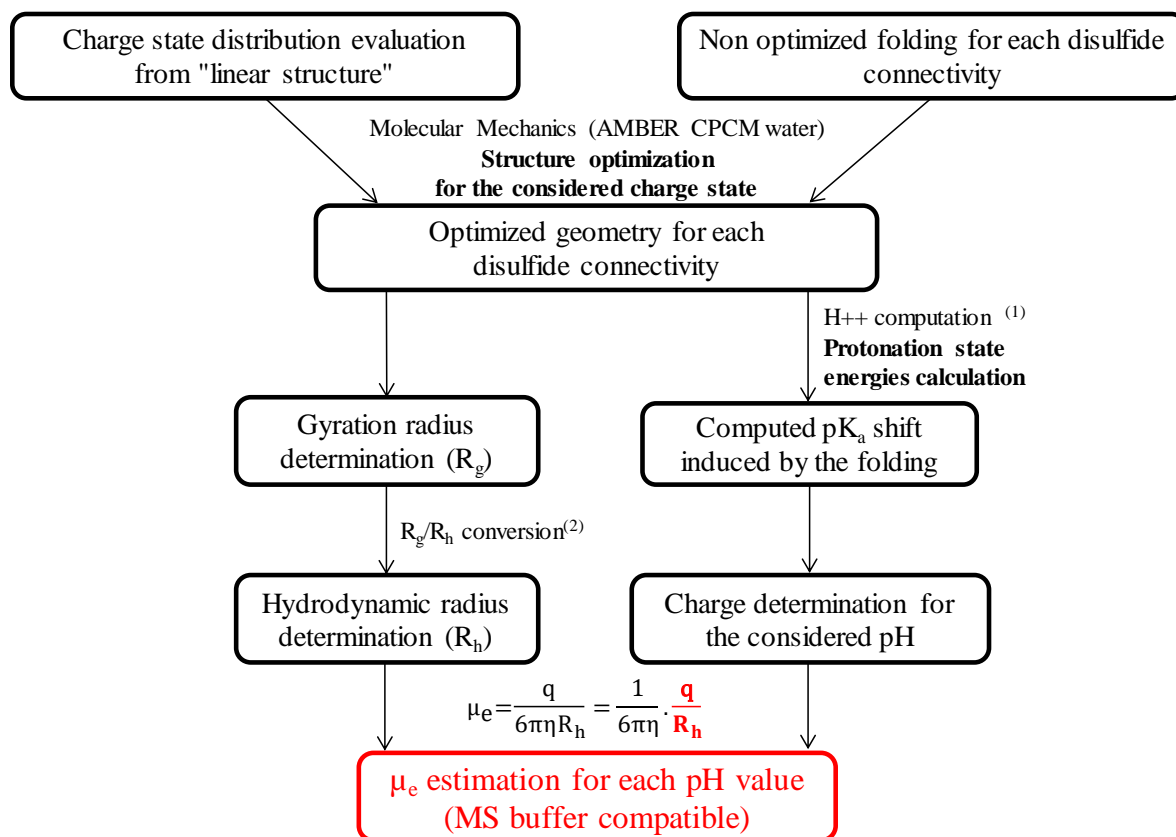 Charge state distribution evaluation
from "linear structure"
Non optimized folding for each disulfide
connectivity
Molecular Mechanics (AMBER CPCM water)
Structure optimization
for the considered charge state
Optimized geometry for each
disulfide connectivity
H++ computation (1)
Protonation state
energies calculation
Gyration radius
determination (Rg)
Computed pKa shift
induced by the folding
Rg/Rh conversion(2)
Hydrodynamic radius
determination (Rh)
Charge determination for
the considered pH
μe = q / 6πηRh = 1 / 6πη . q / Rh
μe estimation for each pH value
(MS buffer compatible)